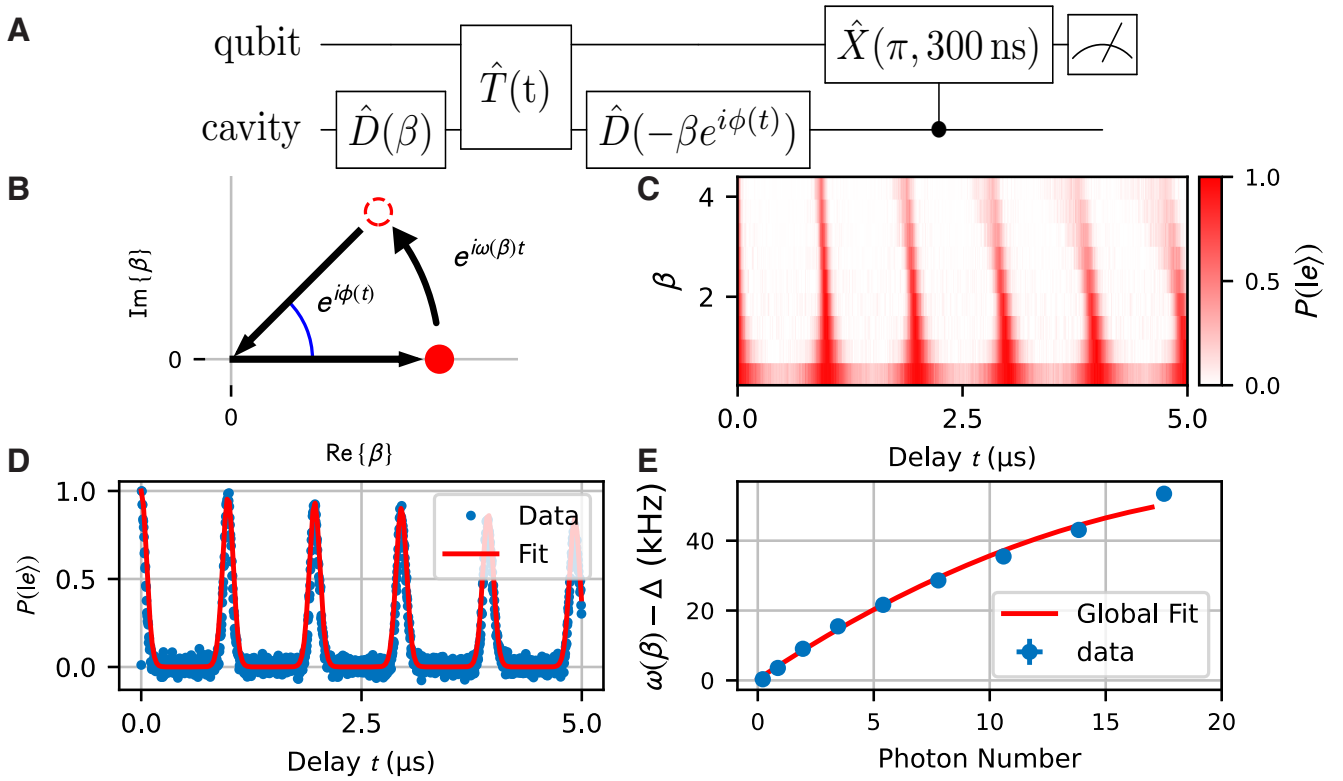 A
qubit
cavity
D̂(β)
T̂(t)
D̂(−βe^{iϕ(t)})
X̂(π, 300 ns)
B
Im {β}
0
0
Re {β}
e^{iϕ(t)}
e^{iω(β)t}
C
β
4
2
0.0
2.5
5.0
Delay t (μs)
1.0
0.5
0.0
P(|e⟩)
D
P(|e⟩)
1.0
0.5
0.0
Data
Fit
0.0
2.5
5.0
Delay t (μs)
E
ω(β) − Δ (kHz)
40
20
0
Global Fit
data
0
5
10
15
20
Photon Number